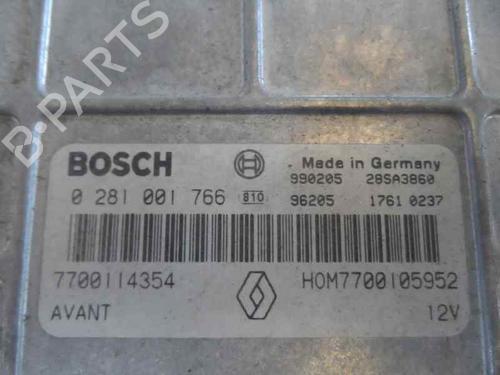 B-PARTS
BOSCH
Made in Germany
0 281 001 766 810
990205 28SA3860
96205 1761 0237
7700114354
HOM7700105952
AVANT
12V